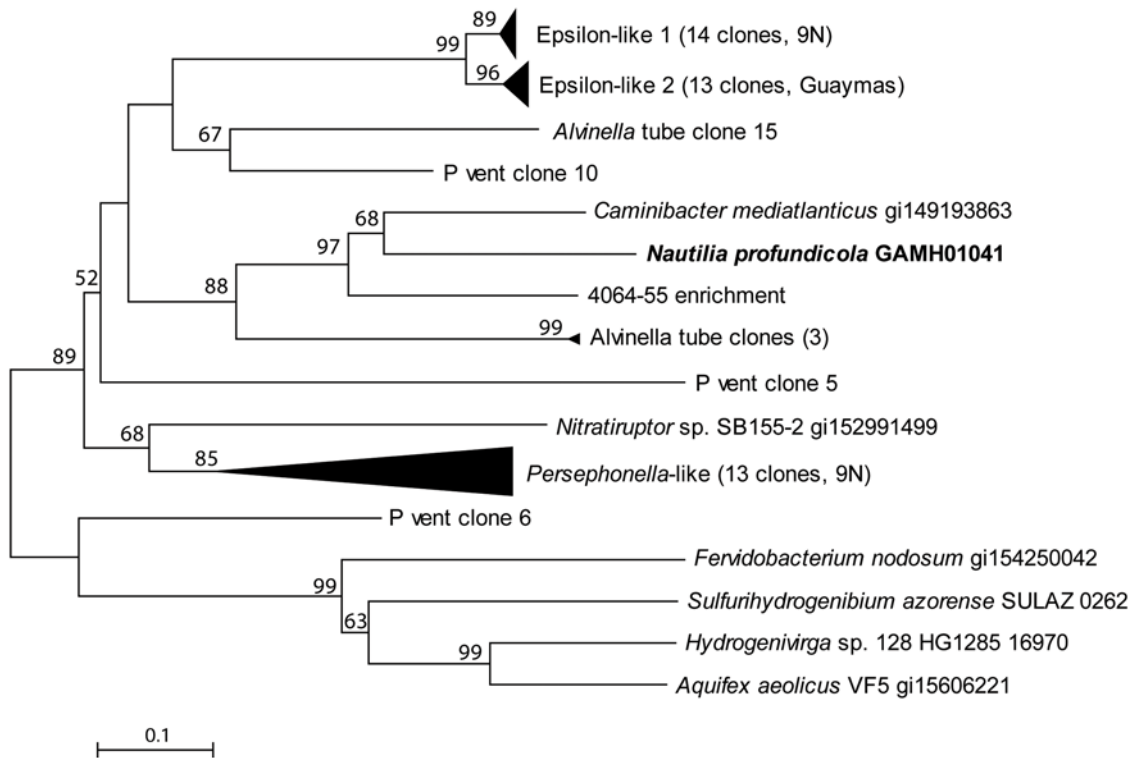 89
Epsilon-like 1 (14 clones, 9N)
99
96
Epsilon-like 2 (13 clones, Guaymas)
Alvinella tube clone 15
67
P vent clone 10
Caminibacter mediatlanticus gi149193863
68
Nautilia profundicola GAMH01041
97
52
88
4064-55 enrichment
99
Alvinella tube clones (3)
89
P vent clone 5
Nitratiruptor sp. SB155-2 gi152991499
68
85
Persephonella-like (13 clones, 9N)
P vent clone 6
Fervidobacterium nodosum gi154250042
99
Sulfurihydrogenibium azorense SULAZ 0262
63
Hydrogenivirga sp. 128 HG1285 16970
99
Aquifex aeolicus VF5 gi15606221
0.1